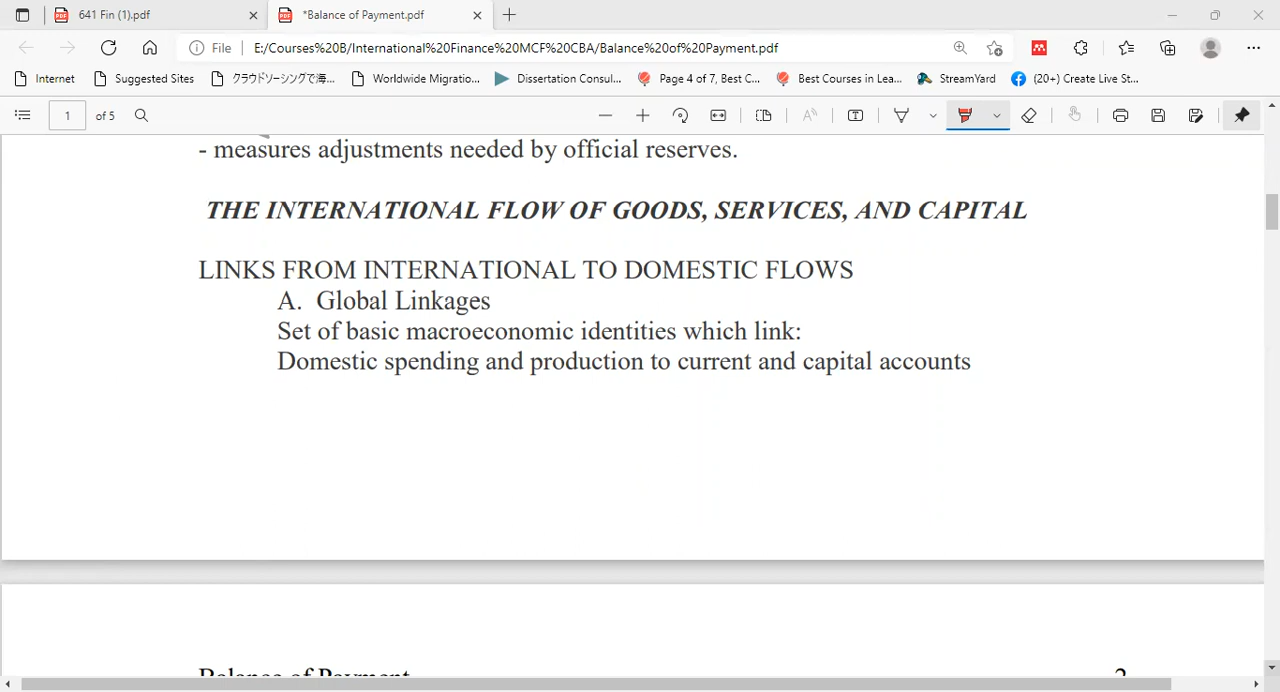 641 Fin (1).pdf
*Balance of Payment.pdf
File
E:/Courses%20B/International%20Finance%20MCF%20CBA/Balance%20of%20Payment.pdf
Internet
Suggested Sites
クラウドソーシングで海...
Worldwide Migratio...
Dissertation Consul...
Page 4 of 7, Best C...
Best Courses in Lea...
StreamYard
(20+) Create Live St...
1 of 5
- measures adjustments needed by official reserves.
THE INTERNATIONAL FLOW OF GOODS, SERVICES, AND CAPITAL
LINKS FROM INTERNATIONAL TO DOMESTIC FLOWS
A. Global Linkages
Set of basic macroeconomic identities which link:
Domestic spending and production to current and capital accounts
Balance of Payment 2